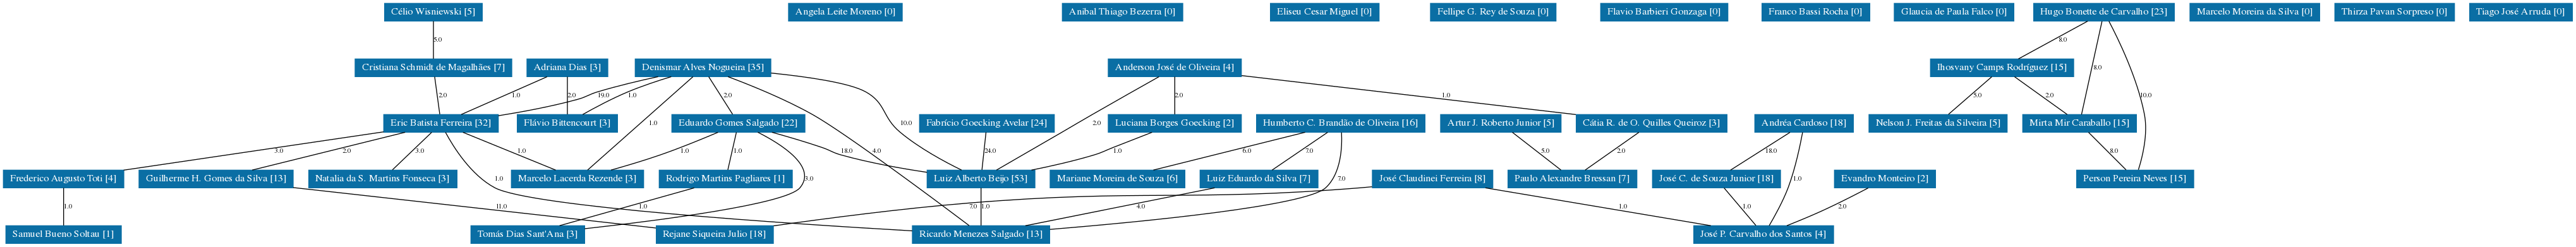 Célio Wisniewski [5]
Angela Leite Moreno [0]
Anibal Thiago Bezerra [0]
Eliseu Cesar Miguel [0]
Fellipe G. Rey de Souza [0]
Flavio Barbieri Gonzaga [0]
Franco Bassi Rocha [0]
Glaucia de Paula Falco [0]
Hugo Bonette de Carvalho [23]
Marcelo Moreira da Silva [0]
Thirza Pavan Sorpreso [0]
Tiago José Arruda [0]
5.0
8.0
Cristiana Schmidt de Magalhães [7]
Adriana Dias [3]
Denismar Alves Nogueira [35]
Anderson José de Oliveira [4]
Ihosvany Camps Rodríguez [15]
8.0
2.0
1.0
2.0
19.0
1.0
2.0
2.0
1.0
5.0
2.0
10.0
Eric Batista Ferreira [32]
Flávio Bittencourt [3]
1.0
Eduardo Gomes Salgado [22]
10.0
Fabrício Goecking Avelar [24]
2.0
Luciana Borges Goecking [2]
Humberto C. Brandão de Oliveira [16]
Artur J. Roberto Junior [5]
Cátia R. de O. Quilles Queiroz [3]
Andréa Cardoso [18]
Nelson J. Freitas da Silveira [5]
Mirta Mir Caraballo [15]
3.0
2.0
3.0
1.0
1.0
1.0
18.0
4.0
24.0
1.0
6.0
7.0
5.0
2.0
18.0
8.0
Frederico Augusto Toti [4]
Guilherme H. Gomes da Silva [13]
Natalia da S. Martins Fonseca [3]
1.0
Marcelo Lacerda Rezende [3]
Rodrigo Martins Pagliares [1]
3.0
Luiz Alberto Beijo [53]
Mariane Moreira de Souza [6]
Luiz Eduardo da Silva [7]
7.0
José Claudinei Ferreira [8]
Paulo Alexandre Bressan [7]
José C. de Souza Junior [18]
1.0
Evandro Monteiro [2]
Person Pereira Neves [15]
1.0
11.0
1.0
7.0
1.0
4.0
1.0
1.0
2.0
Samuel Bueno Soltau [1]
Tomás Dias Sant'Ana [3]
Rejane Siqueira Julio [18]
Ricardo Menezes Salgado [13]
José P. Carvalho dos Santos [4]